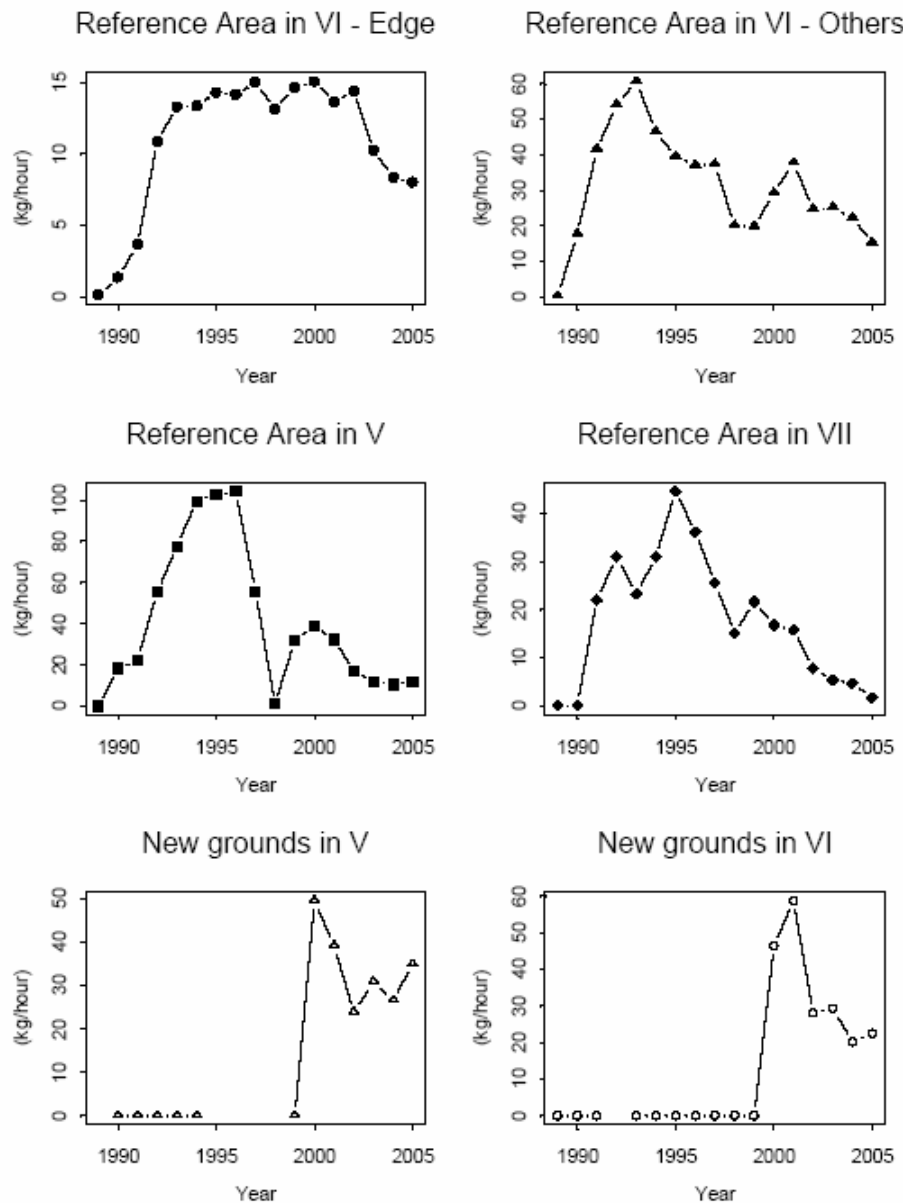 Reference Area in VI - Edge
(kg/hour)
0 5 10 15
1990 1995 2000 2005
Year
Reference Area in VI - Others
(kg/hour)
0 10 20 30 40 50 60
1990 1995 2000 2005
Year
Reference Area in V
(kg/hour)
0 20 40 60 80 100
1990 1995 2000 2005
Year
Reference Area in VII
(kg/hour)
0 10 20 30 40
1990 1995 2000 2005
Year
New grounds in V
(kg/hour)
0 10 20 30 40 50
1990 1995 2000 2005
Year
New grounds in VI
(kg/hour)
0 10 20 30 40 50 60
1990 1995 2000 2005
Year